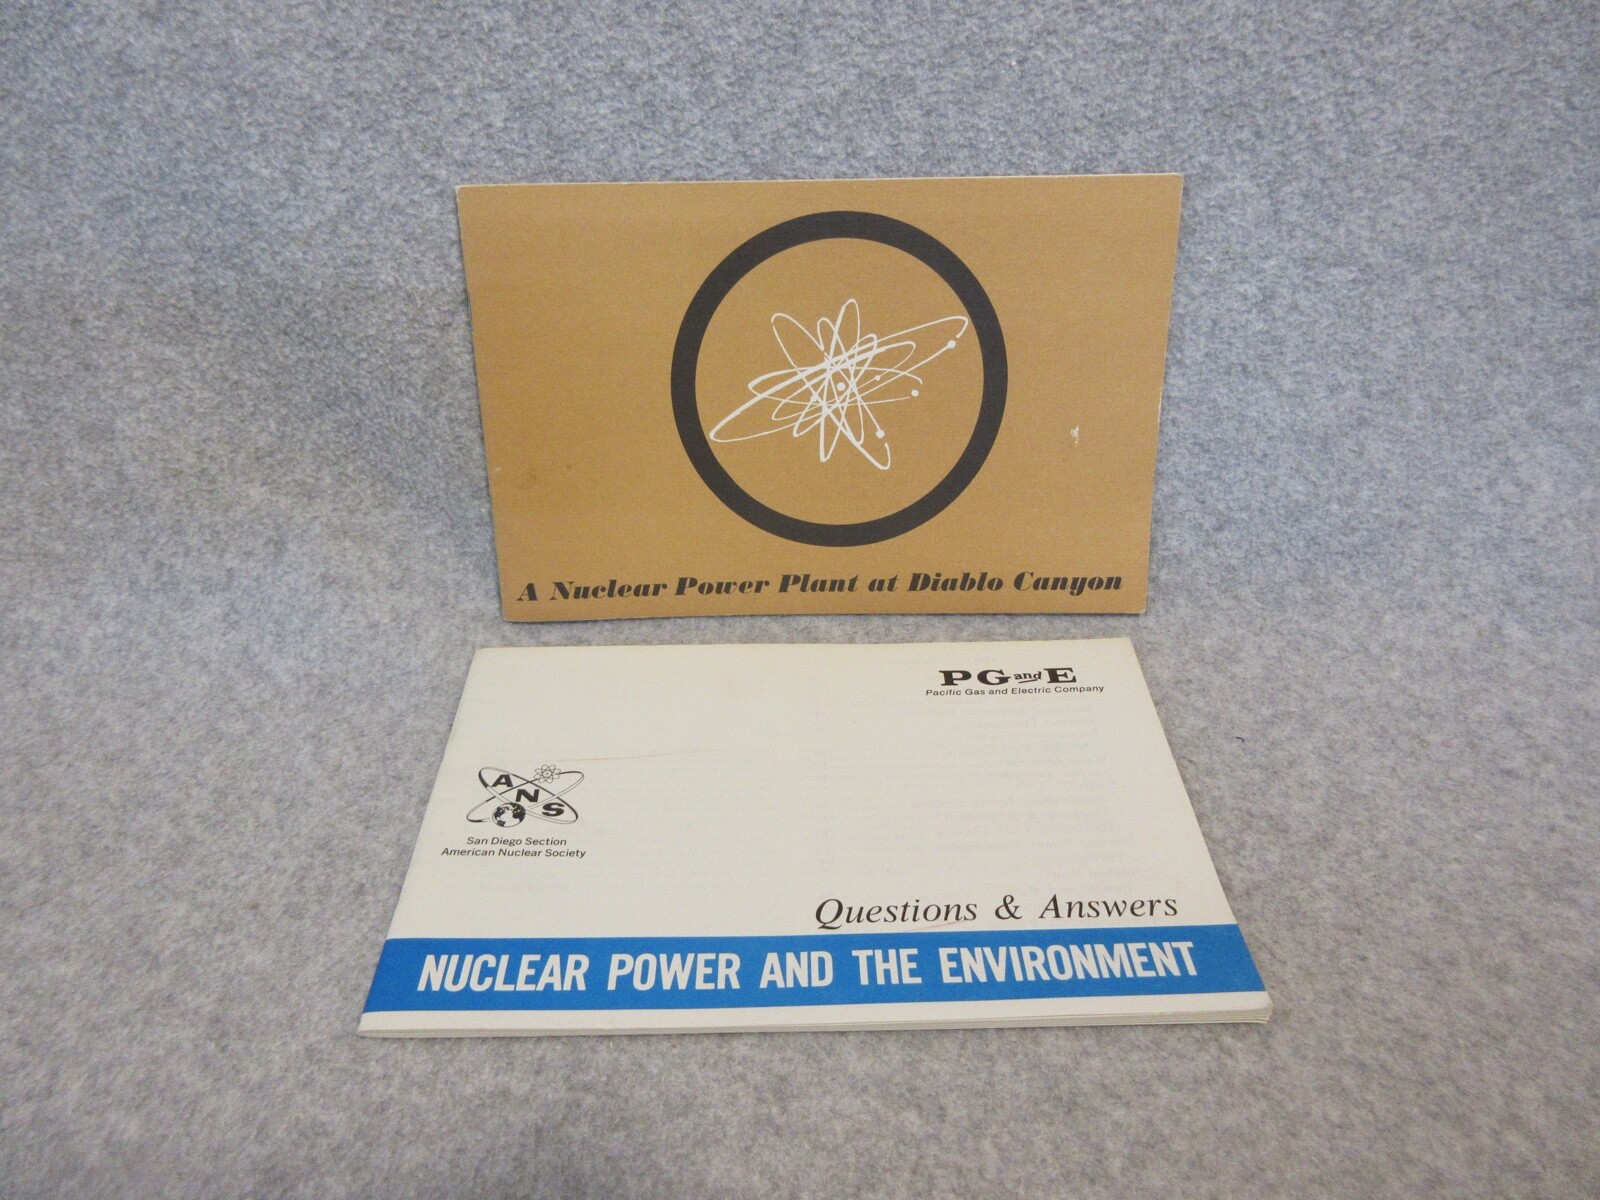 A Nuclear Power Plant at Diablo Canyon
PG and E
Pacific Gas and Electric Company
ANS
San Diego Section
American Nuclear Society
Questions & Answers
NUCLEAR POWER AND THE ENVIRONMENT